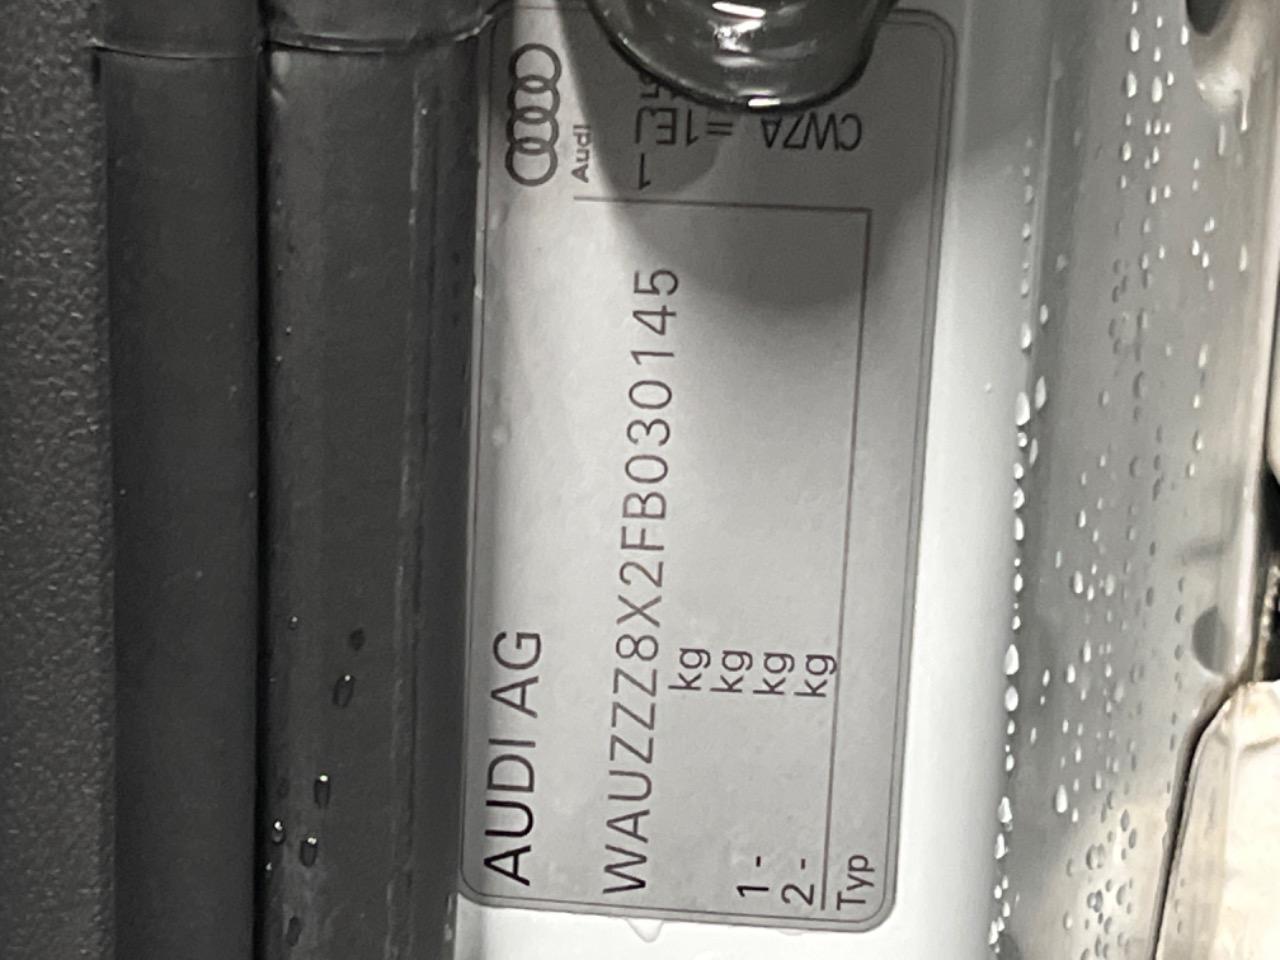 AUDI AG
WAUZZZ8X2FB030145
kg
kg
1 - kg
2 - kg
Typ
Audi